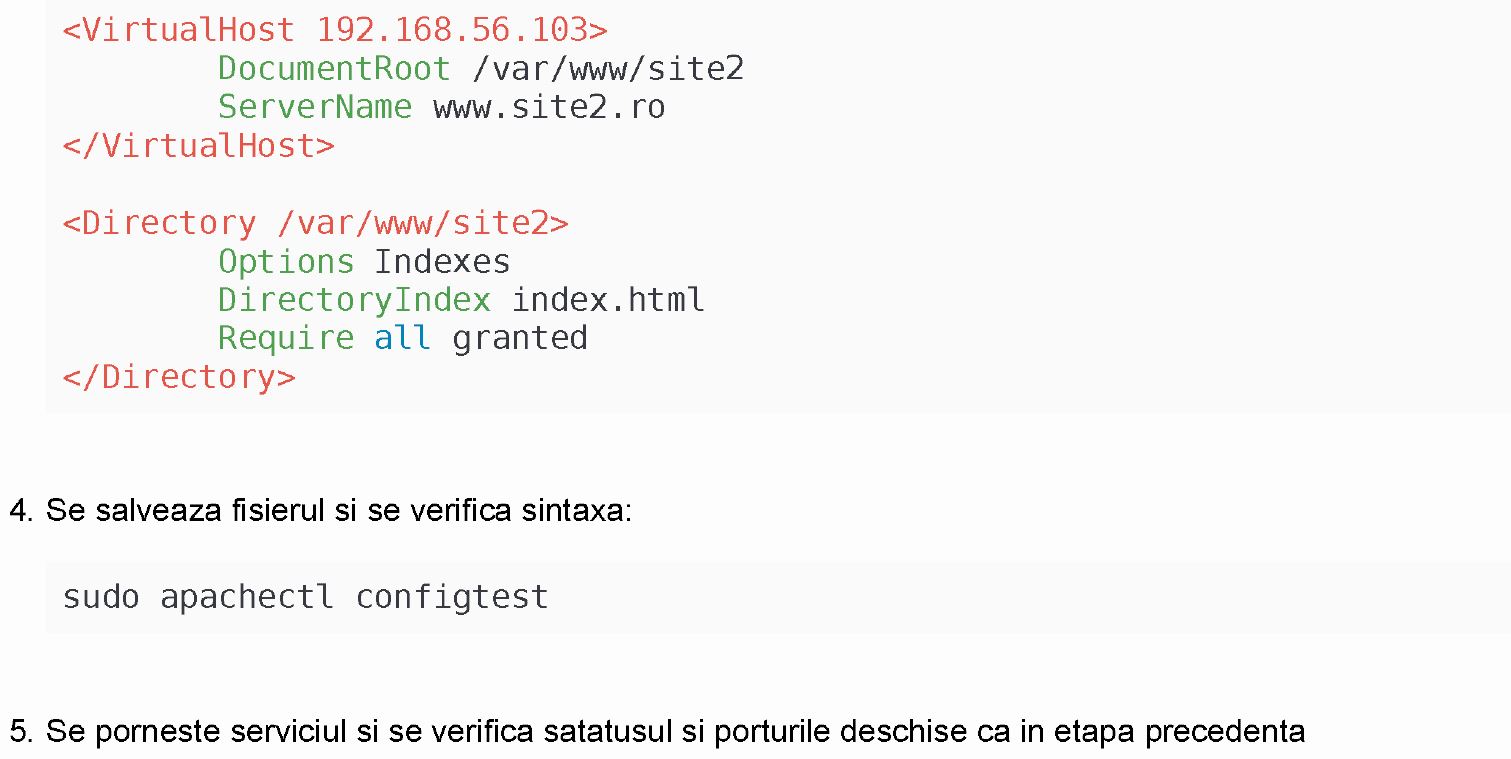 <VirtualHost 192.168.56.103>
        DocumentRoot /var/www/site2
        ServerName www.site2.ro
</VirtualHost>

<Directory /var/www/site2>
        Options Indexes
        DirectoryIndex index.html
        Require all granted
</Directory>
4. Se salveaza fisierul si se verifica sintaxa:
sudo apachectl configtest
5. Se porneste serviciul si se verifica satatusul si porturile deschise ca in etapa precedenta